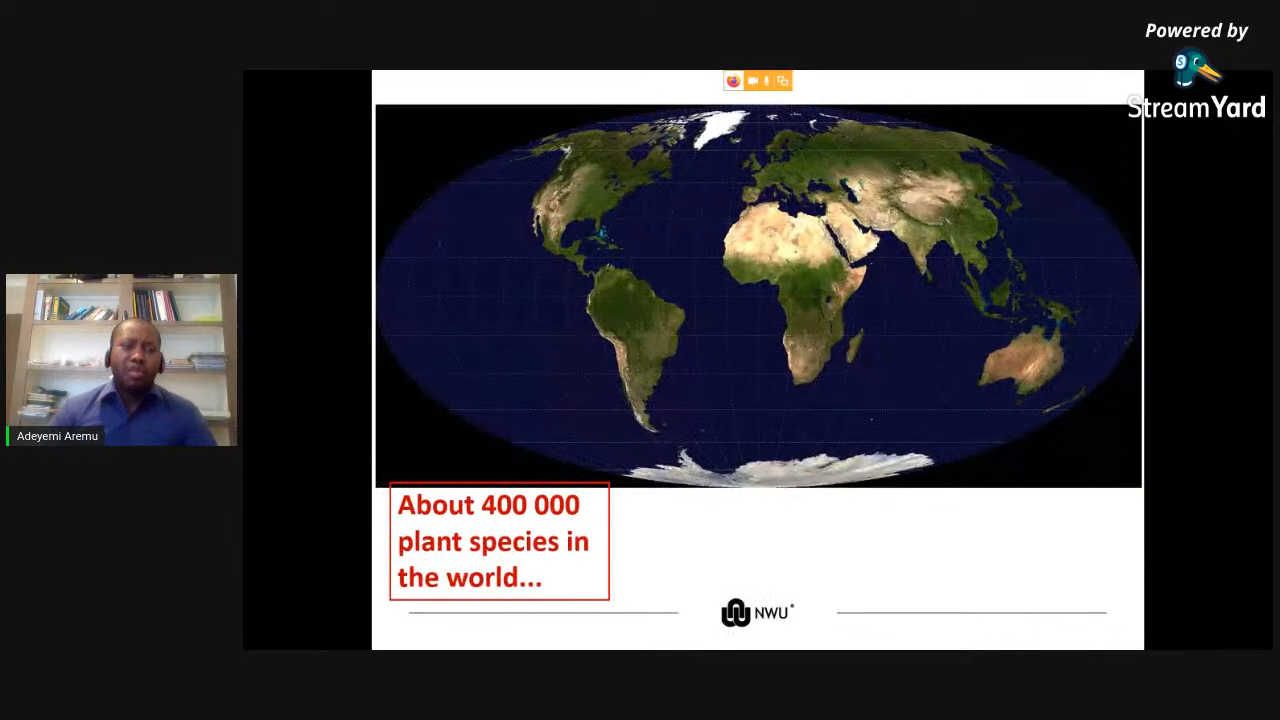 Powered by
StreamYard
Adeyemi Aremu
About 400 000
plant species in
the world...
NWU®